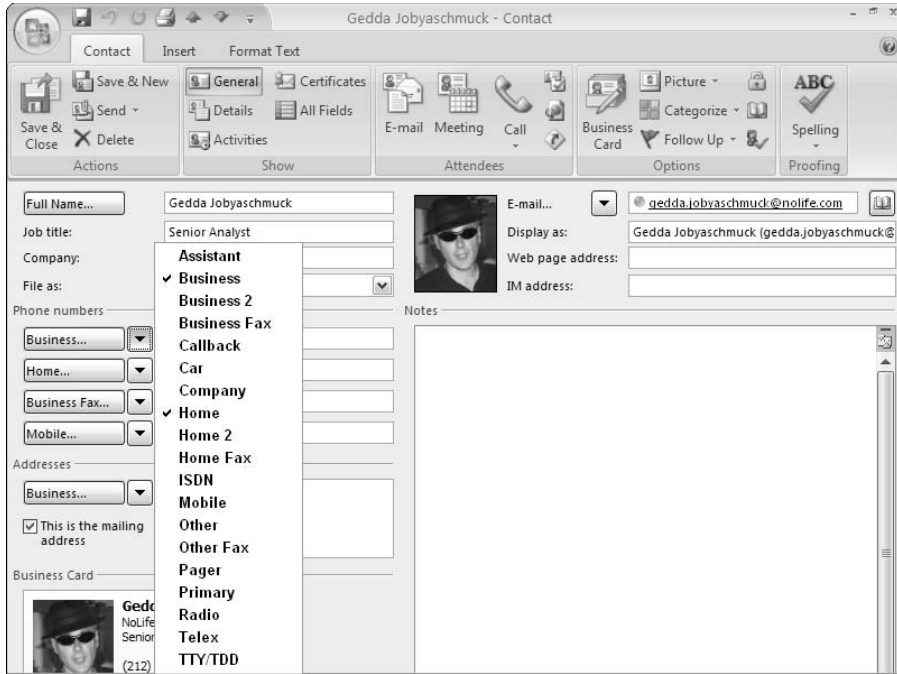 Gedda Jobyaschmuck - Contact
Contact Insert Format Text
Save & Close
Save & New
Send
Delete
Actions
General
Details
Activities
Certificates
All Fields
Show
E-mail
Meeting
Call
Attendees
Business Card
Picture
Categorize
Follow Up
Options
ABC
Spelling
Proofing
Full Name... Gedda Jobyaschmuck
Job title: Senior Analyst
Company:
File as:
E-mail... gedda.jobyaschmuck@nolife.com
Display as: Gedda Jobyaschmuck (gedda.jobyaschmuck@
Web page address:
IM address:
Phone numbers
Business...
Home...
Business Fax...
Mobile...
Addresses
Business...
This is the mailing
address
Assistant
Business
Business 2
Business Fax
Callback
Car
Company
Home
Home 2
Home Fax
ISDN
Mobile
Other
Other Fax
Pager
Primary
Radio
Telex
TTY/TDD
Notes
Business Card
Gedd
NoLife
Senior
(212)